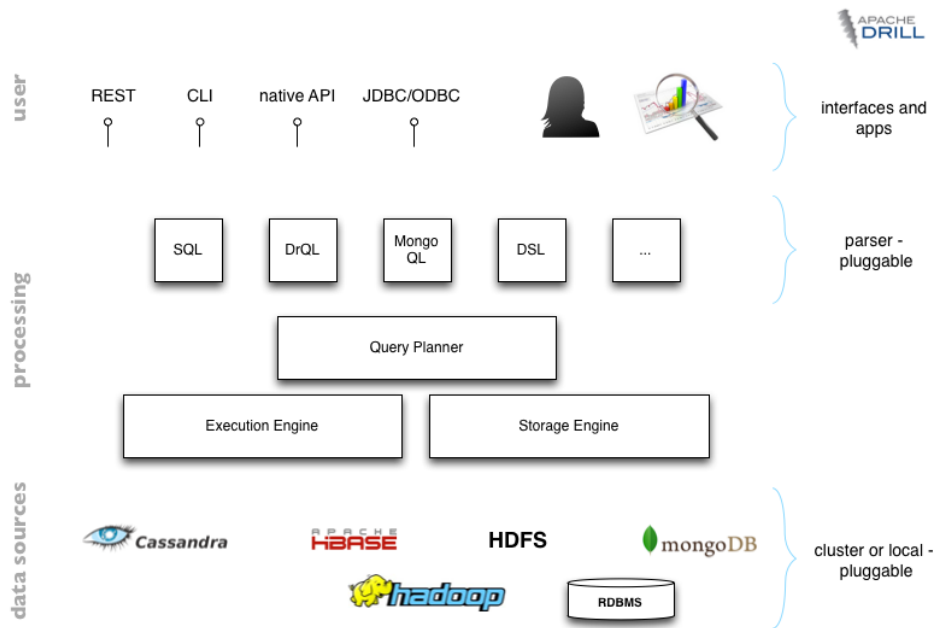 APACHE
DRILL
user
REST
CLI
native API
JDBC/ODBC
interfaces and
apps
processing
SQL
DrQL
Mongo
QL
DSL
...
parser -
pluggable
Query Planner
Execution Engine
Storage Engine
data sources
Cassandra
APACHE
HBASE
HDFS
mongoDB
cluster or local -
pluggable
hadoop
RDBMS